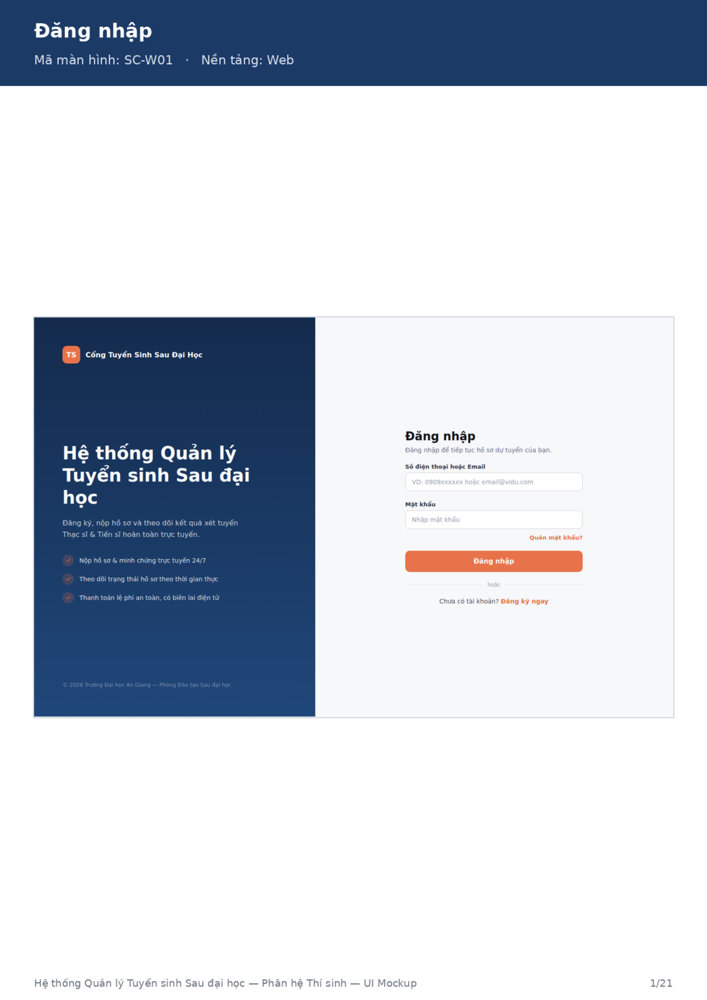 Đăng nhập
Mã màn hình: SC-W01 · Nền tảng: Web
TS Cổng Tuyển Sinh Sau Đại Học
Hệ thống Quản lý
Tuyển sinh Sau đại
học
Đăng ký, nộp hồ sơ và theo dõi kết quả xét tuyển
Thạc sĩ & Tiến sĩ hoàn toàn trực tuyến.
Nộp hồ sơ & minh chứng trực tuyến 24/7
Theo dõi trạng thái hồ sơ theo thời gian thực
Thanh toán lệ phí an toàn, có biên lai điện tử
© 2026 Trường Đại học An Giang — Phòng Đào tạo Sau đại học
Đăng nhập
Đăng nhập để tiếp tục hồ sơ dự tuyển của bạn.
Số điện thoại hoặc Email
VD: 0909xxxxxx hoặc email@vidu.com
Mật khẩu
Nhập mật khẩu
Quên mật khẩu?
Đăng nhập
hoặc
Chưa có tài khoản? Đăng ký ngay
Hệ thống Quản lý Tuyển sinh Sau đại học — Phân hệ Thí sinh — UI Mockup
1/21